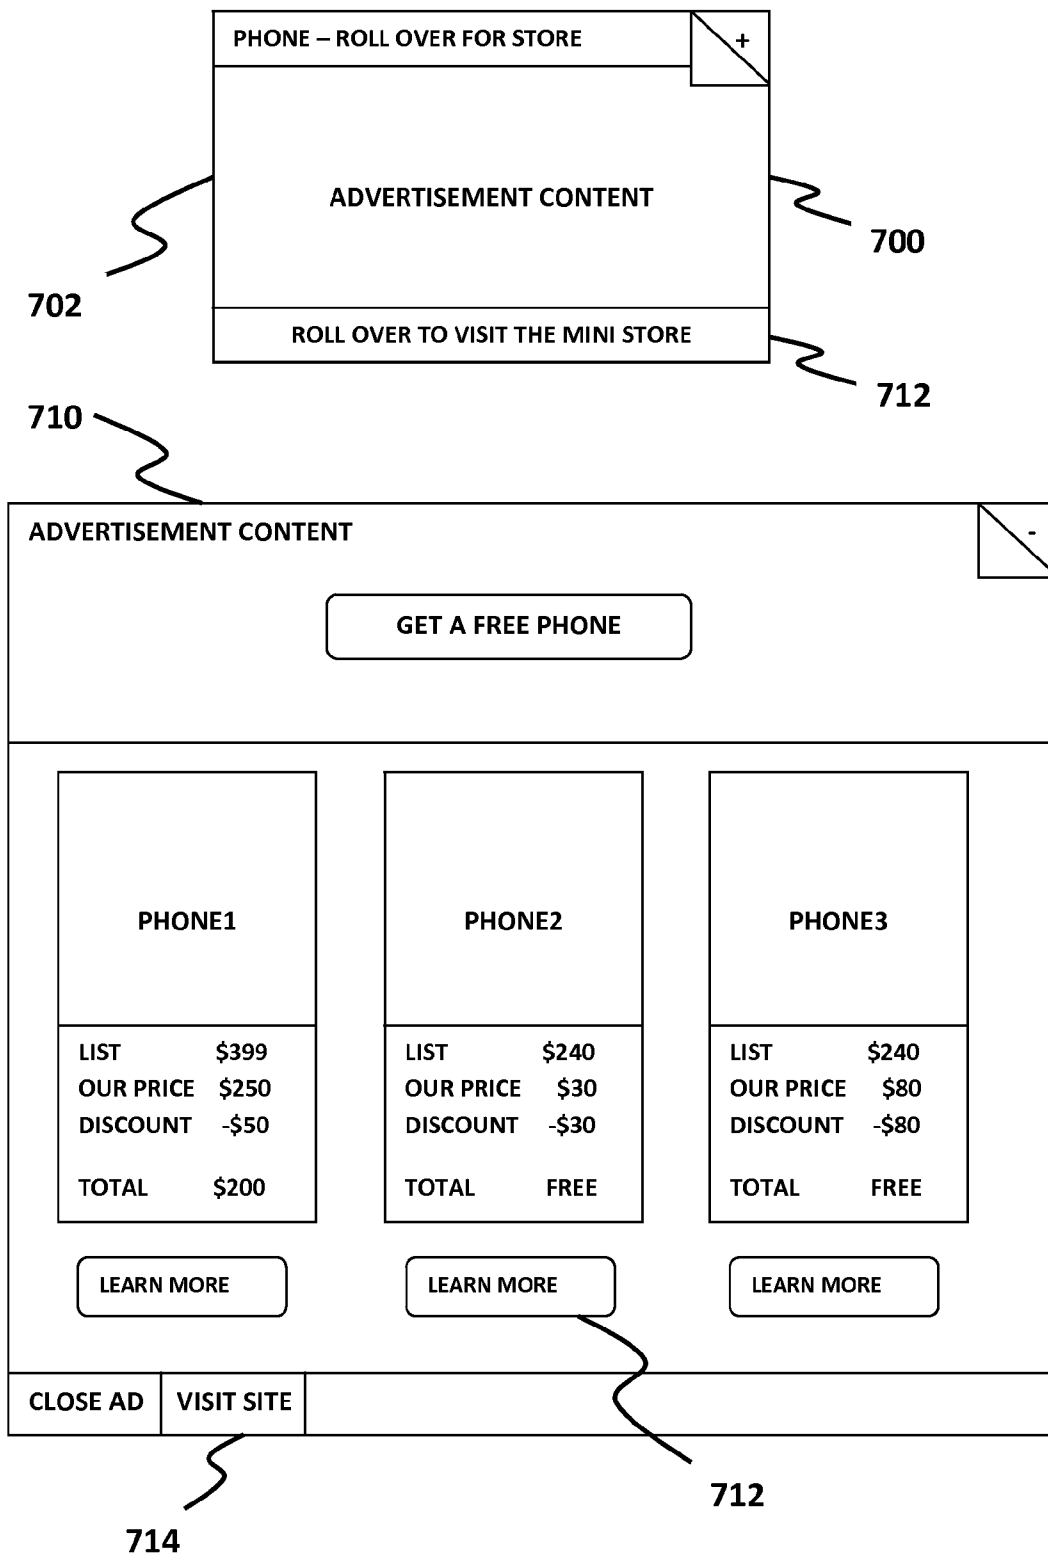 PHONE – ROLL OVER FOR STORE
+
ADVERTISEMENT CONTENT
700
702
ROLL OVER TO VISIT THE MINI STORE
712
710
ADVERTISEMENT CONTENT
-
GET A FREE PHONE
PHONE1
LIST $399
OUR PRICE $250
DISCOUNT -$50
TOTAL $200
LEARN MORE
PHONE2
LIST $240
OUR PRICE $30
DISCOUNT -$30
TOTAL FREE
LEARN MORE
PHONE3
LIST $240
OUR PRICE $80
DISCOUNT -$80
TOTAL FREE
LEARN MORE
CLOSE AD
VISIT SITE
712
714